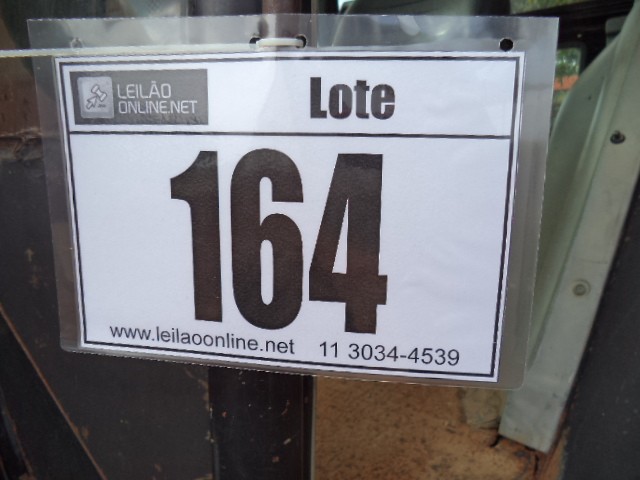 LEILÃO
ONLINE.NET
Lote
164
www.leilaoonline.net 11 3034-4539